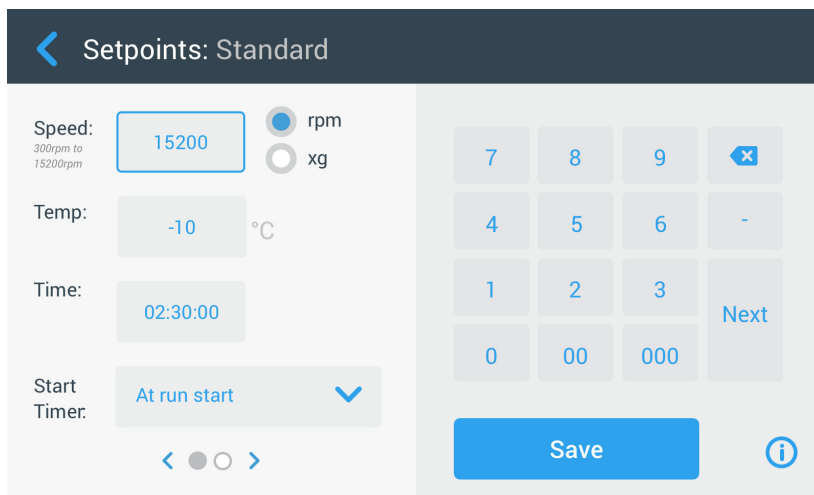 Setpoints: Standard
Speed:
300rpm to
15200rpm
15200
rpm
xg
Temp:
-10
°C
Time:
02:30:00
Start
Timer:
At run start
7 8 9
4 5 6 -
1 2 3
Next
0 00 000
Save